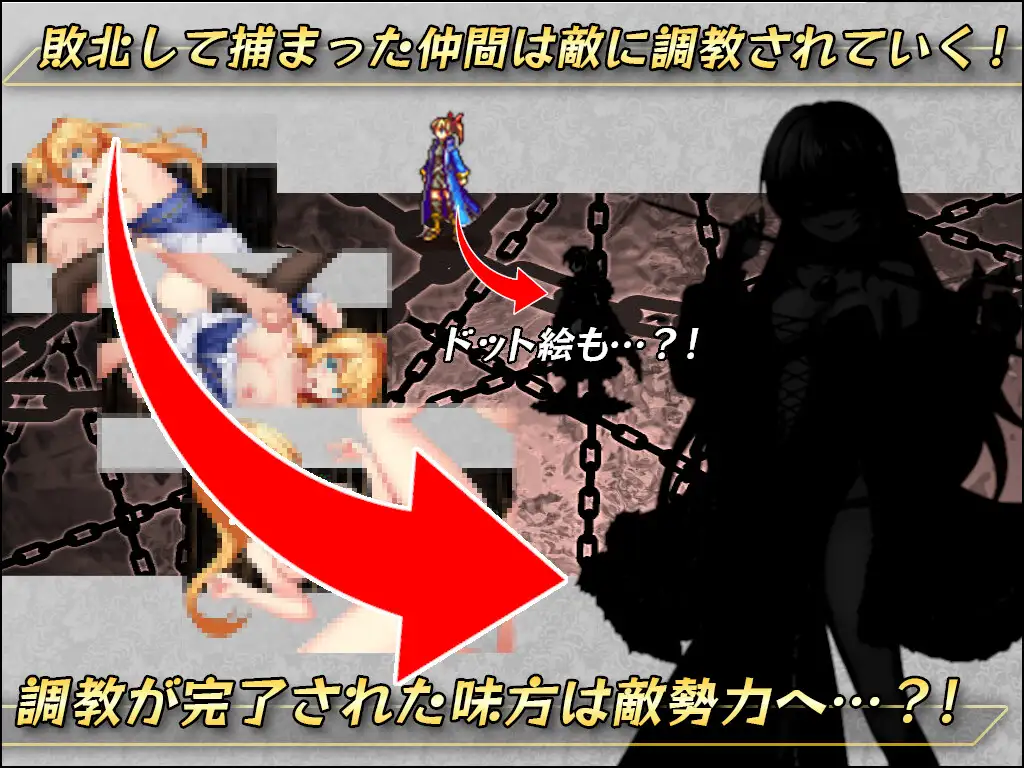 敗北して捕まった仲間は敵に調教されていく！
ドット絵も…？！
調教が完了された味方は敵勢力へ…？！